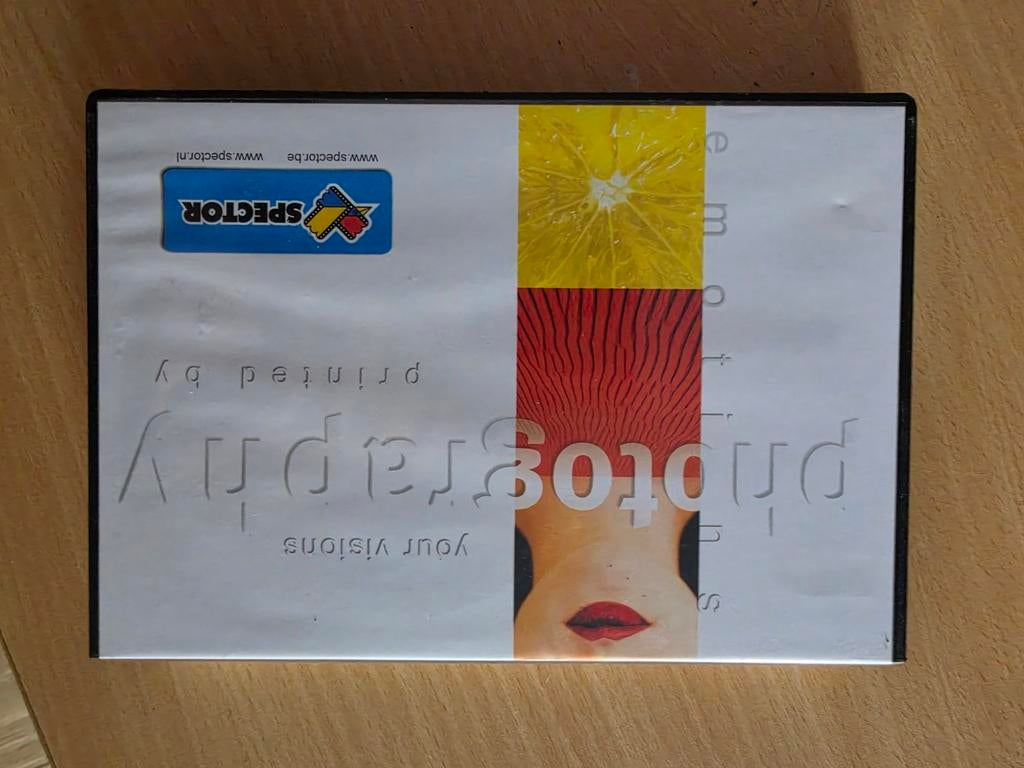 your visions
photography
printed by
SPECTOR
www.spector.be www.spector.nl
emotions